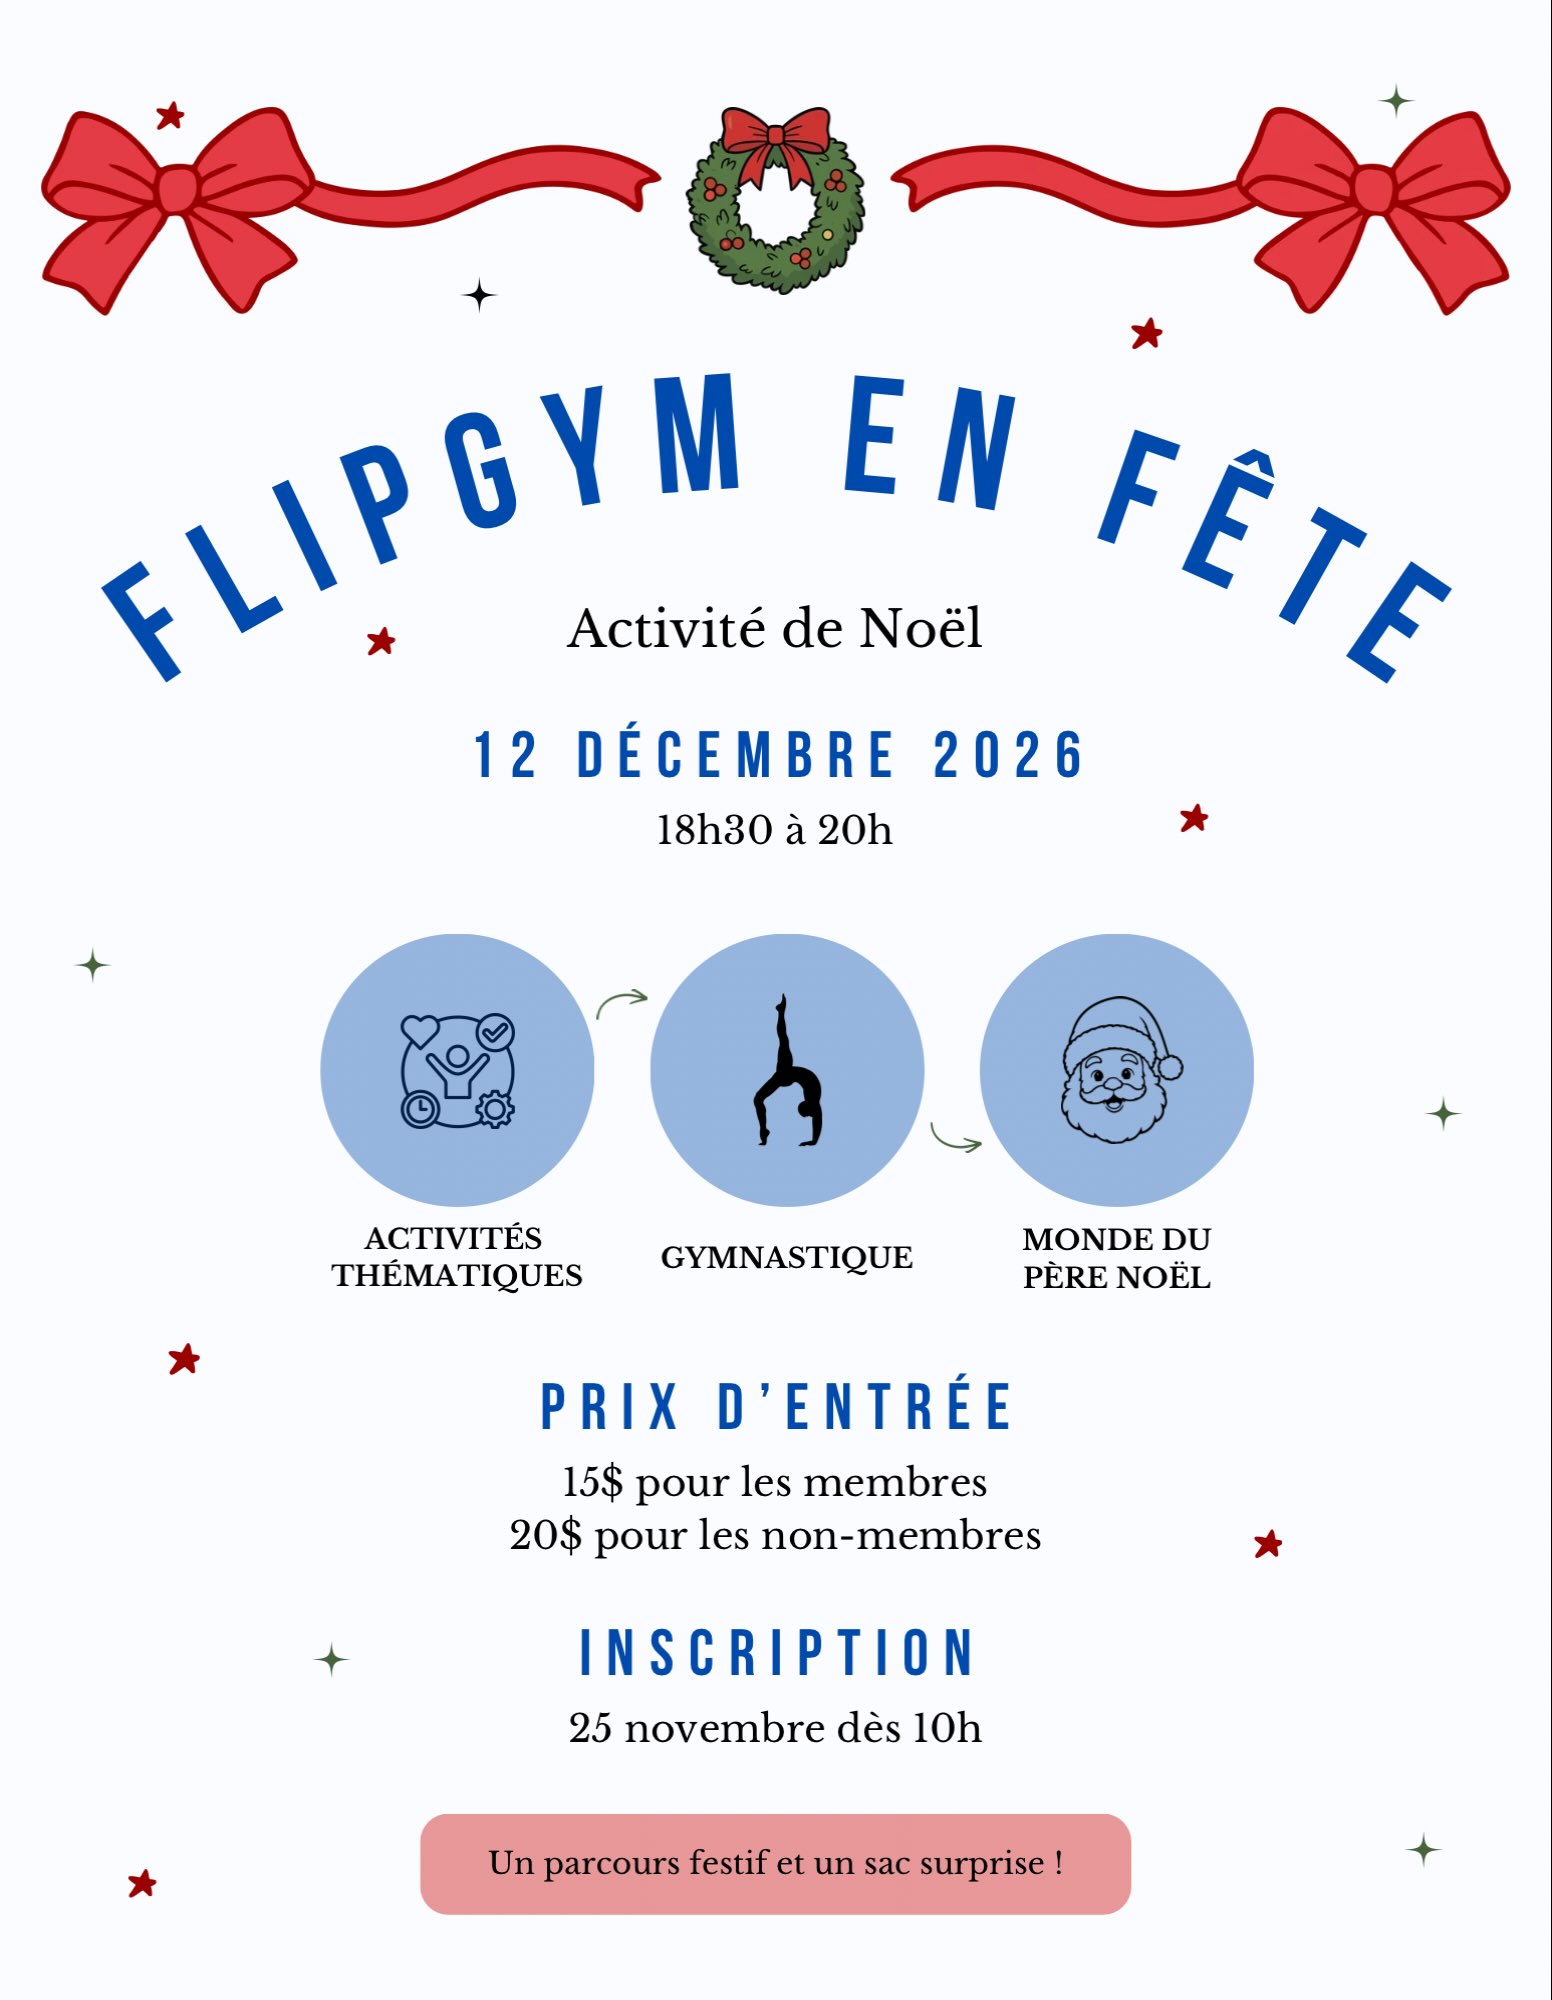 FLIPGYM EN FÊTE
Activité de Noël
12 DÉCEMBRE 2026
18h30 à 20h
ACTIVITÉS
THÉMATIQUES
GYMNASTIQUE
MONDE DU
PÈRE NOËL
PRIX D’ENTRÉE
15$ pour les membres
20$ pour les non-membres
INSCRIPTION
25 novembre dès 10h
Un parcours festif et un sac surprise !